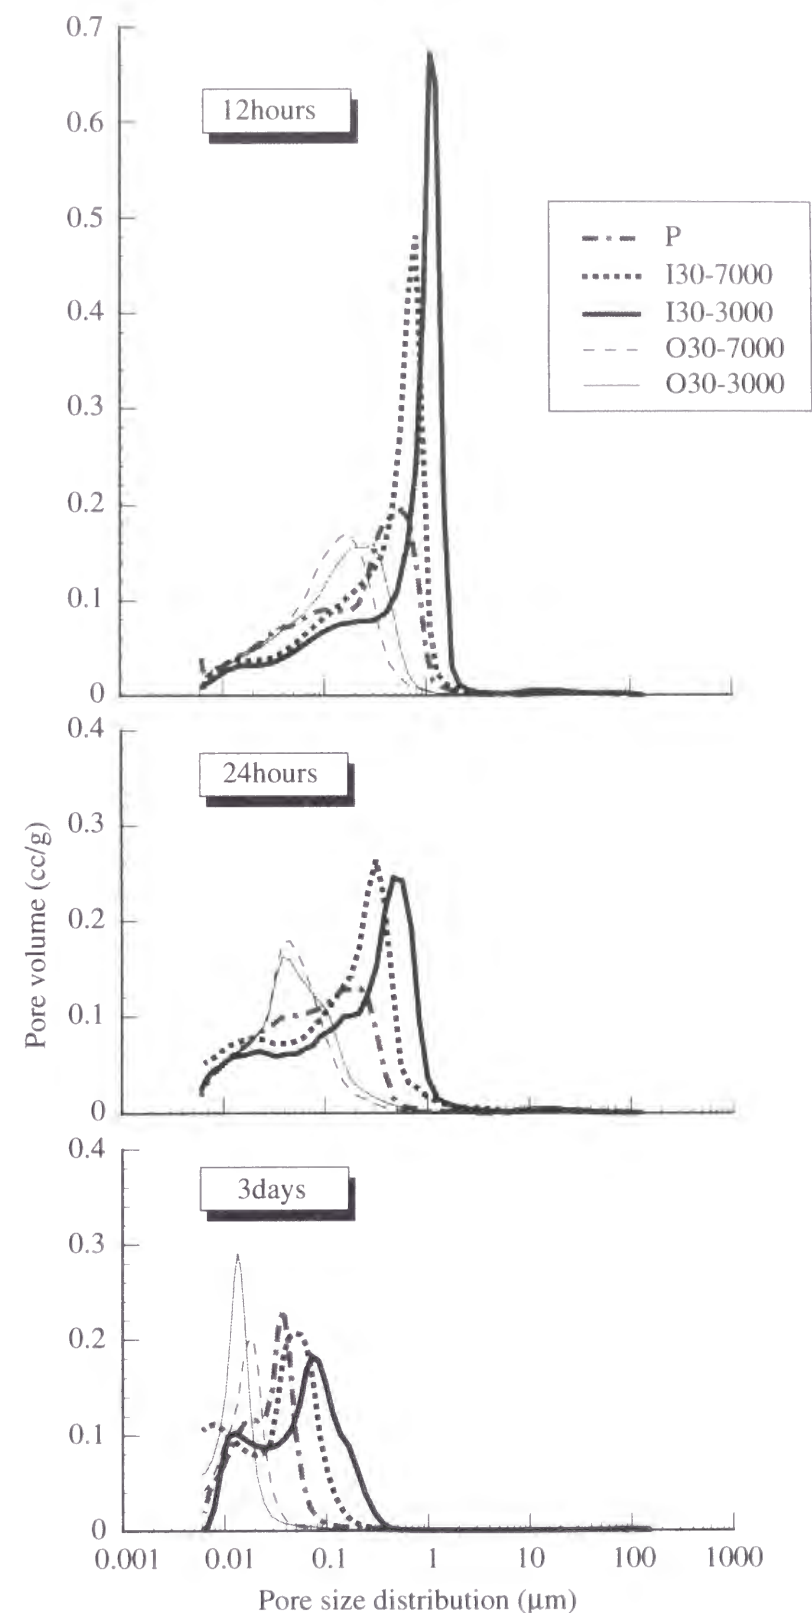 0.7
12hours
0.6
0.5
P
I30-7000
0.4
I30-3000
O30-7000
O30-3000
0.3
0.2
0.1
0
0.4
24hours
0.3
0.2
0.1
0
Pore volume (cc/g)
0.4
3days
0.3
0.2
0.1
0
0.001 0.01 0.1 1 10 100 1000
Pore size distribution (μm)